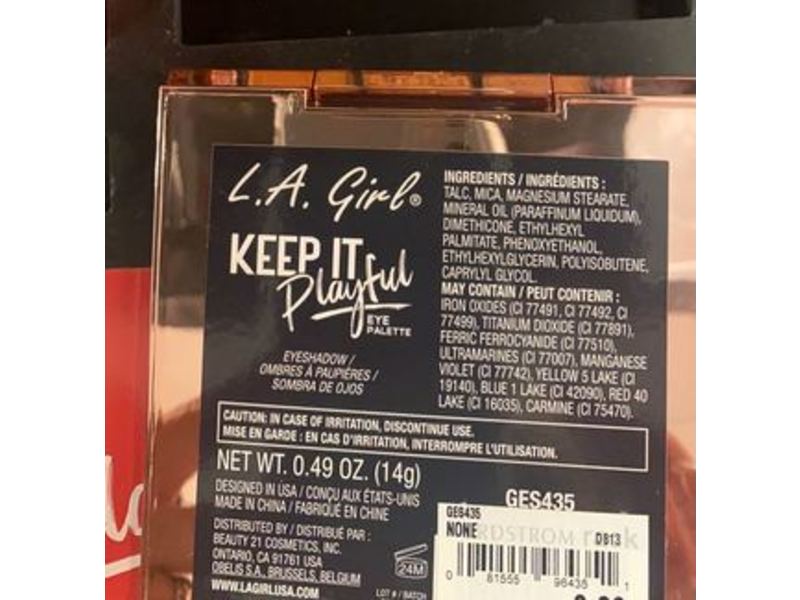 L.A. Girl®
KEEP IT
Playful
EYE
PALETTE
EYESHADOW /
OMBRES À PAUPIÈRES /
SOMBRA DE OJOS
INGREDIENTS / INGRÉDIENTS :
TALC, MICA, MAGNESIUM STEARATE,
MINERAL OIL (PARAFFINUM LIQUIDUM),
DIMETHICONE, ETHYLHEXYL
PALMITATE, PHENOXYETHANOL,
ETHYLHEXYLGLYCERIN, POLYISOBUTENE,
CAPRYLYL GLYCOL.
MAY CONTAIN / PEUT CONTENIR :
IRON OXIDES (CI 77491, CI 77492, CI
77499), TITANIUM DIOXIDE (CI 77891),
FERRIC FERROCYANIDE (CI 77510),
ULTRAMARINES (CI 77007), MANGANESE
VIOLET (CI 77742), YELLOW 5 LAKE (CI
19140), BLUE 1 LAKE (CI 42090), RED 40
LAKE (CI 16035), CARMINE (CI 75470).
CAUTION: IN CASE OF IRRITATION, DISCONTINUE USE.
MISE EN GARDE : EN CAS D'IRRITATION, INTERROMPRE L'UTILISATION.
NET WT. 0.49 OZ. (14g)
DESIGNED IN USA / CONÇU AUX ÉTATS-UNIS
MADE IN CHINA / FABRIQUÉ EN CHINE
DISTRIBUTED BY / DISTRIBUÉ PAR :
BEAUTY 21 COSMETICS, INC.
ONTARIO, CA 91761 USA
OBELIS S.A., BRUSSELS, BELGIUM
WWW.LAGIRLUSA.COM
24M
LOT # / BATCH
GES435
GES435
NONE
D813
0 81555 96435 1